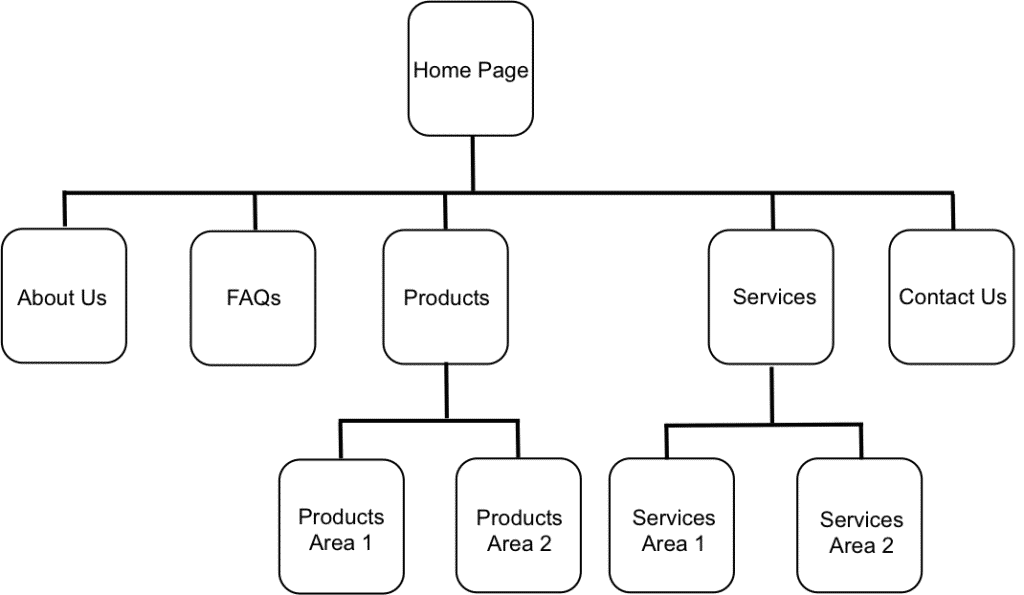 Home Page
About Us
FAQs
Products
Services
Contact Us
Products
Area 1
Products
Area 2
Services
Area 1
Services
Area 2